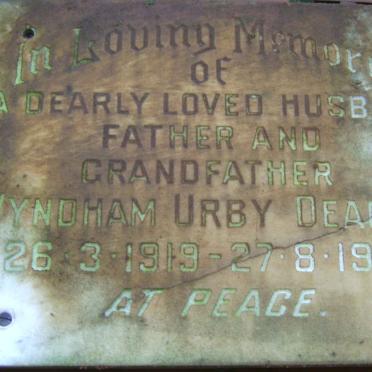 In Loving Memor
OF
A DEARLY LOVED HUSB
FATHER AND
GRANDFATHER
WYNDHAM URBY DEA
26·3·1919-27·8·19
AT PEACE.